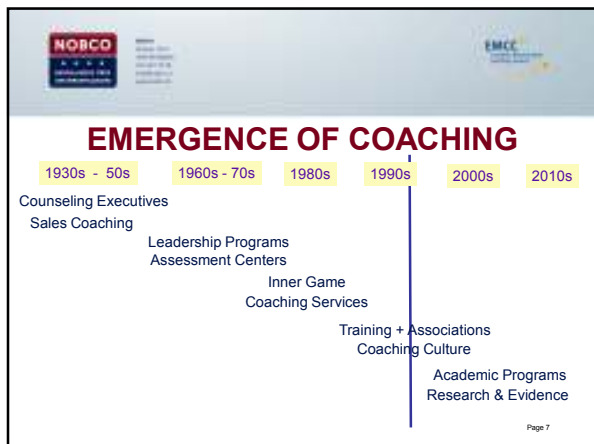 NOBCO
EMCC
EMERGENCE OF COACHING
1930s - 50s 1960s - 70s 1980s 1990s 2000s 2010s
Counseling Executives
Sales Coaching
Leadership Programs
Assessment Centers
Inner Game
Coaching Services
Training + Associations
Coaching Culture
Academic Programs
Research & Evidence
Page 7